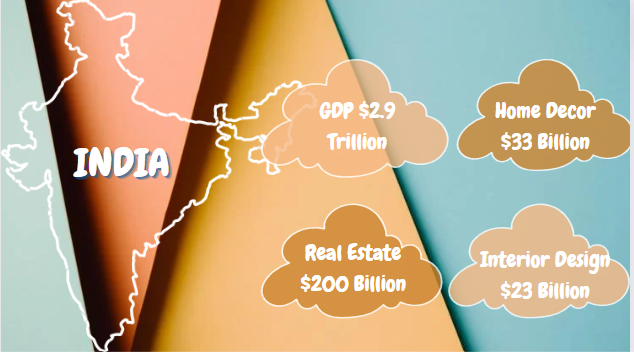 INDIA
GDP $2.9
Trillion
Home Decor
$33 Billion
Real Estate
$200 Billion
Interior Design
$23 Billion